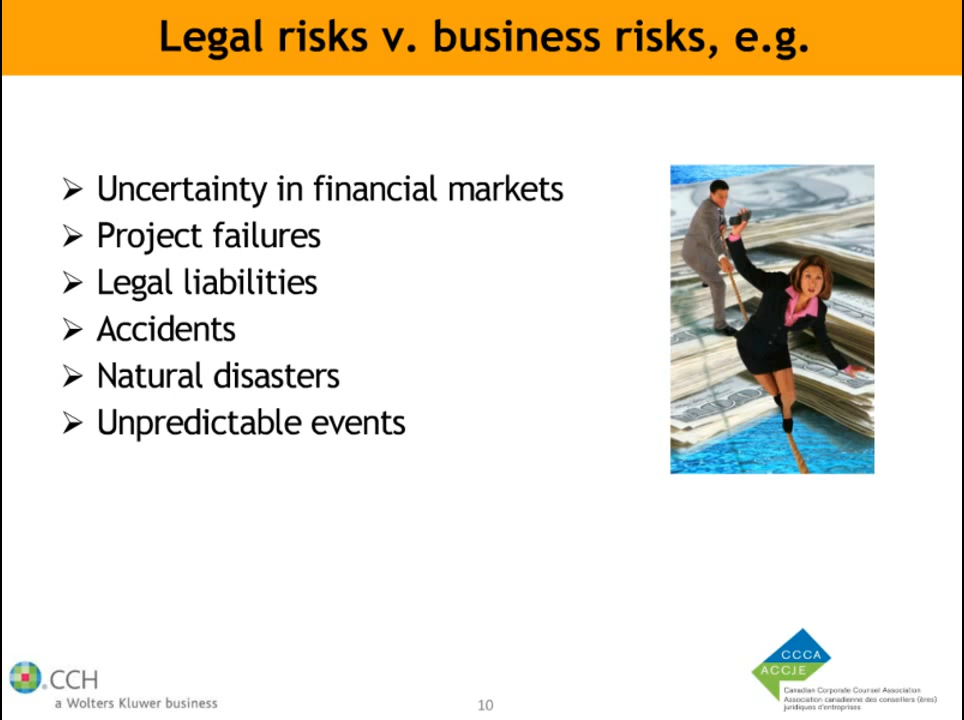 Legal risks v. business risks, e.g.
➢ Uncertainty in financial markets
➢ Project failures
➢ Legal liabilities
➢ Accidents
➢ Natural disasters
➢ Unpredictable events
CCH
a Wolters Kluwer business
10
CCCA
ACCJE
Canadian Corporate Counsel Association
Association canadienne des conseillers (ères)
juridiques d'entreprises